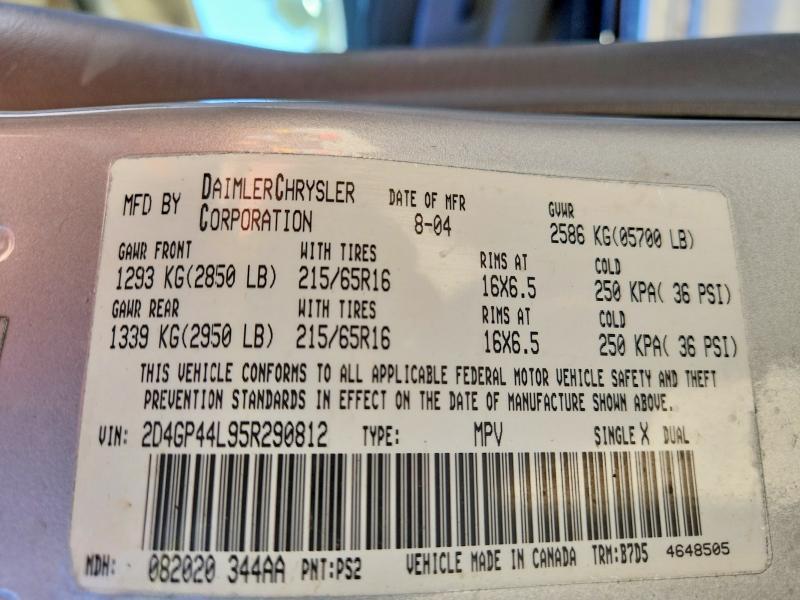 MFD BY DAIMLERCHRYSLER CORPORATION DATE OF MFR 8-04 GVWR 2586 KG(05700 LB)
GAWR FRONT WITH TIRES RIMS AT COLD
1293 KG(2850 LB) 215/65R16 16X6.5 250 KPA( 36 PSI)
GAWR REAR WITH TIRES RIMS AT COLD
1339 KG(2950 LB) 215/65R16 16X6.5 250 KPA( 36 PSI)
THIS VEHICLE CONFORMS TO ALL APPLICABLE FEDERAL MOTOR VEHICLE SAFETY AND THEFT
PREVENTION STANDARDS IN EFFECT ON THE DATE OF MANUFACTURE SHOWN ABOVE.
VIN: 2D4GP44L95R290812 TYPE: MPV SINGLE X DUAL
MDH: 082020 344AA PNT:PS2 VEHICLE MADE IN CANADA TRM:B7D5 4648505